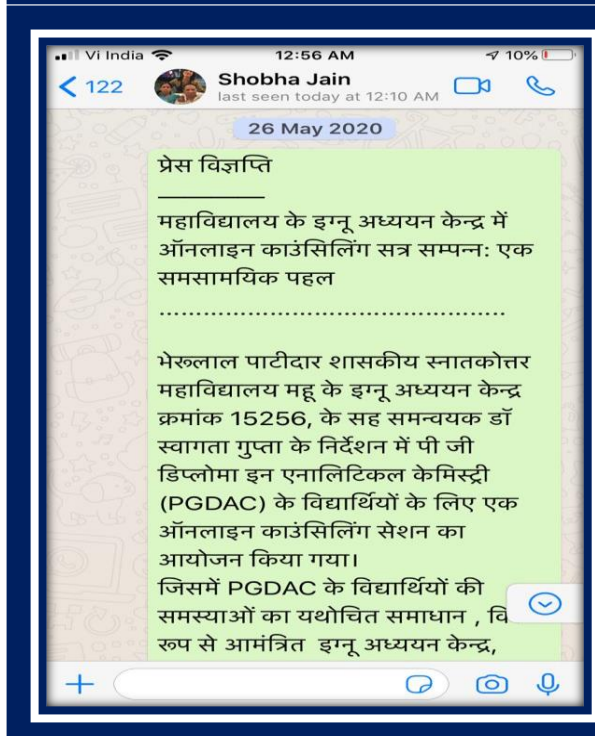 Vi India 12:56 AM 10%
122 Shobha Jain
last seen today at 12:10 AM
26 May 2020
प्रेस विज्ञप्ति
महाविद्यालय के इग्नू अध्ययन केन्द्र में
ऑनलाइन काउंसिलिंग सत्र सम्पन्न: एक
समसामयिक पहल
................................................
भेरूलाल पाटीदार शासकीय स्नातकोत्तर
महाविद्यालय महू के इग्नू अध्ययन केन्द्र
क्रमांक 15256, के सह समन्वयक डॉ
स्वागता गुप्ता के निर्देशन में पी जी
डिप्लोमा इन एनालिटिकल केमिस्ट्री
(PGDAC) के विद्यार्थियों के लिए एक
ऑनलाइन काउंसिलिंग सेशन का
आयोजन किया गया।
जिसमें PGDAC के विद्यार्थियों की
समस्याओं का यथोचित समाधान ,
रूप से आमंत्रित इग्नू अध्ययन केन्द्र,